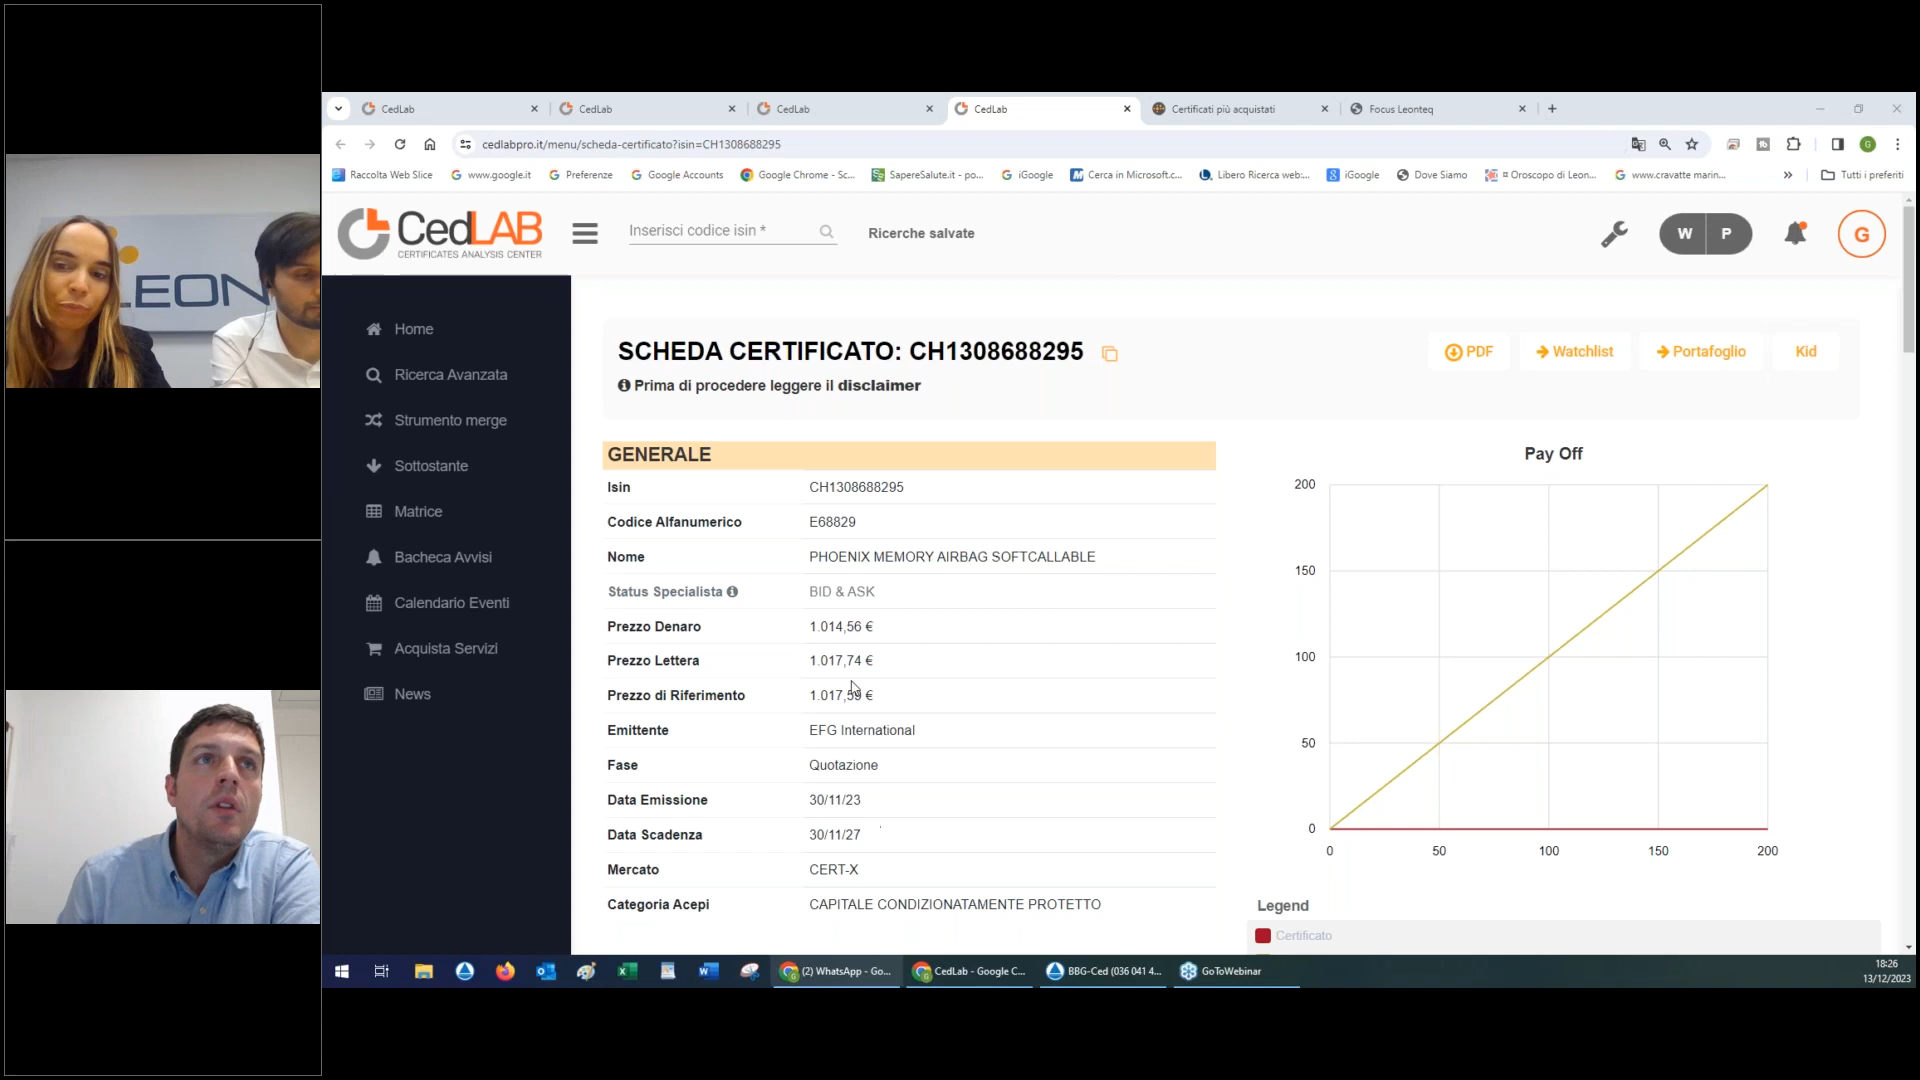 CedLab
CedLab
CedLab
CedLab
Certificati più acquistati
Focus Leonteq
cedlabpro.it/menu/scheda-certificato?isin=CH1308688295
Raccolta Web Slice
www.google.it
Preferenze
Google Accounts
Google Chrome - Sc...
SapereSalute.it - po...
iGoogle
Cerca in Microsoft.c...
Libero Ricerca web:...
iGoogle
Dove Siamo
¤ Oroscopo di Leon...
www.cravatte marin...
»
Tutti i preferiti
CedLAB
CERTIFICATES ANALYSIS CENTER
Inserisci codice isin *
Ricerche salvate
W P
G
LEON
Home
Ricerca Avanzata
Strumento merge
Sottostante
Matrice
Bacheca Avvisi
Calendario Eventi
Acquista Servizi
News
SCHEDA CERTIFICATO: CH1308688295
Prima di procedere leggere il disclaimer
PDF
Watchlist
Portafoglio
Kid
GENERALE
Isin CH1308688295
Codice Alfanumerico E68829
Nome PHOENIX MEMORY AIRBAG SOFTCALLABLE
Status Specialista BID & ASK
Prezzo Denaro 1.014,56 €
Prezzo Lettera 1.017,74 €
Prezzo di Riferimento 1.017,59 €
Emittente EFG International
Fase Quotazione
Data Emissione 30/11/23
Data Scadenza 30/11/27
Mercato CERT-X
Categoria Acepi CAPITALE CONDIZIONATAMENTE PROTETTO
Pay Off
200
150
100
50
0
0 50 100 150 200
Legend
Certificato
(2) WhatsApp - Go...
CedLab - Google C...
BBG-Ced (036 041 4...
GoToWebinar
18:26
13/12/2023